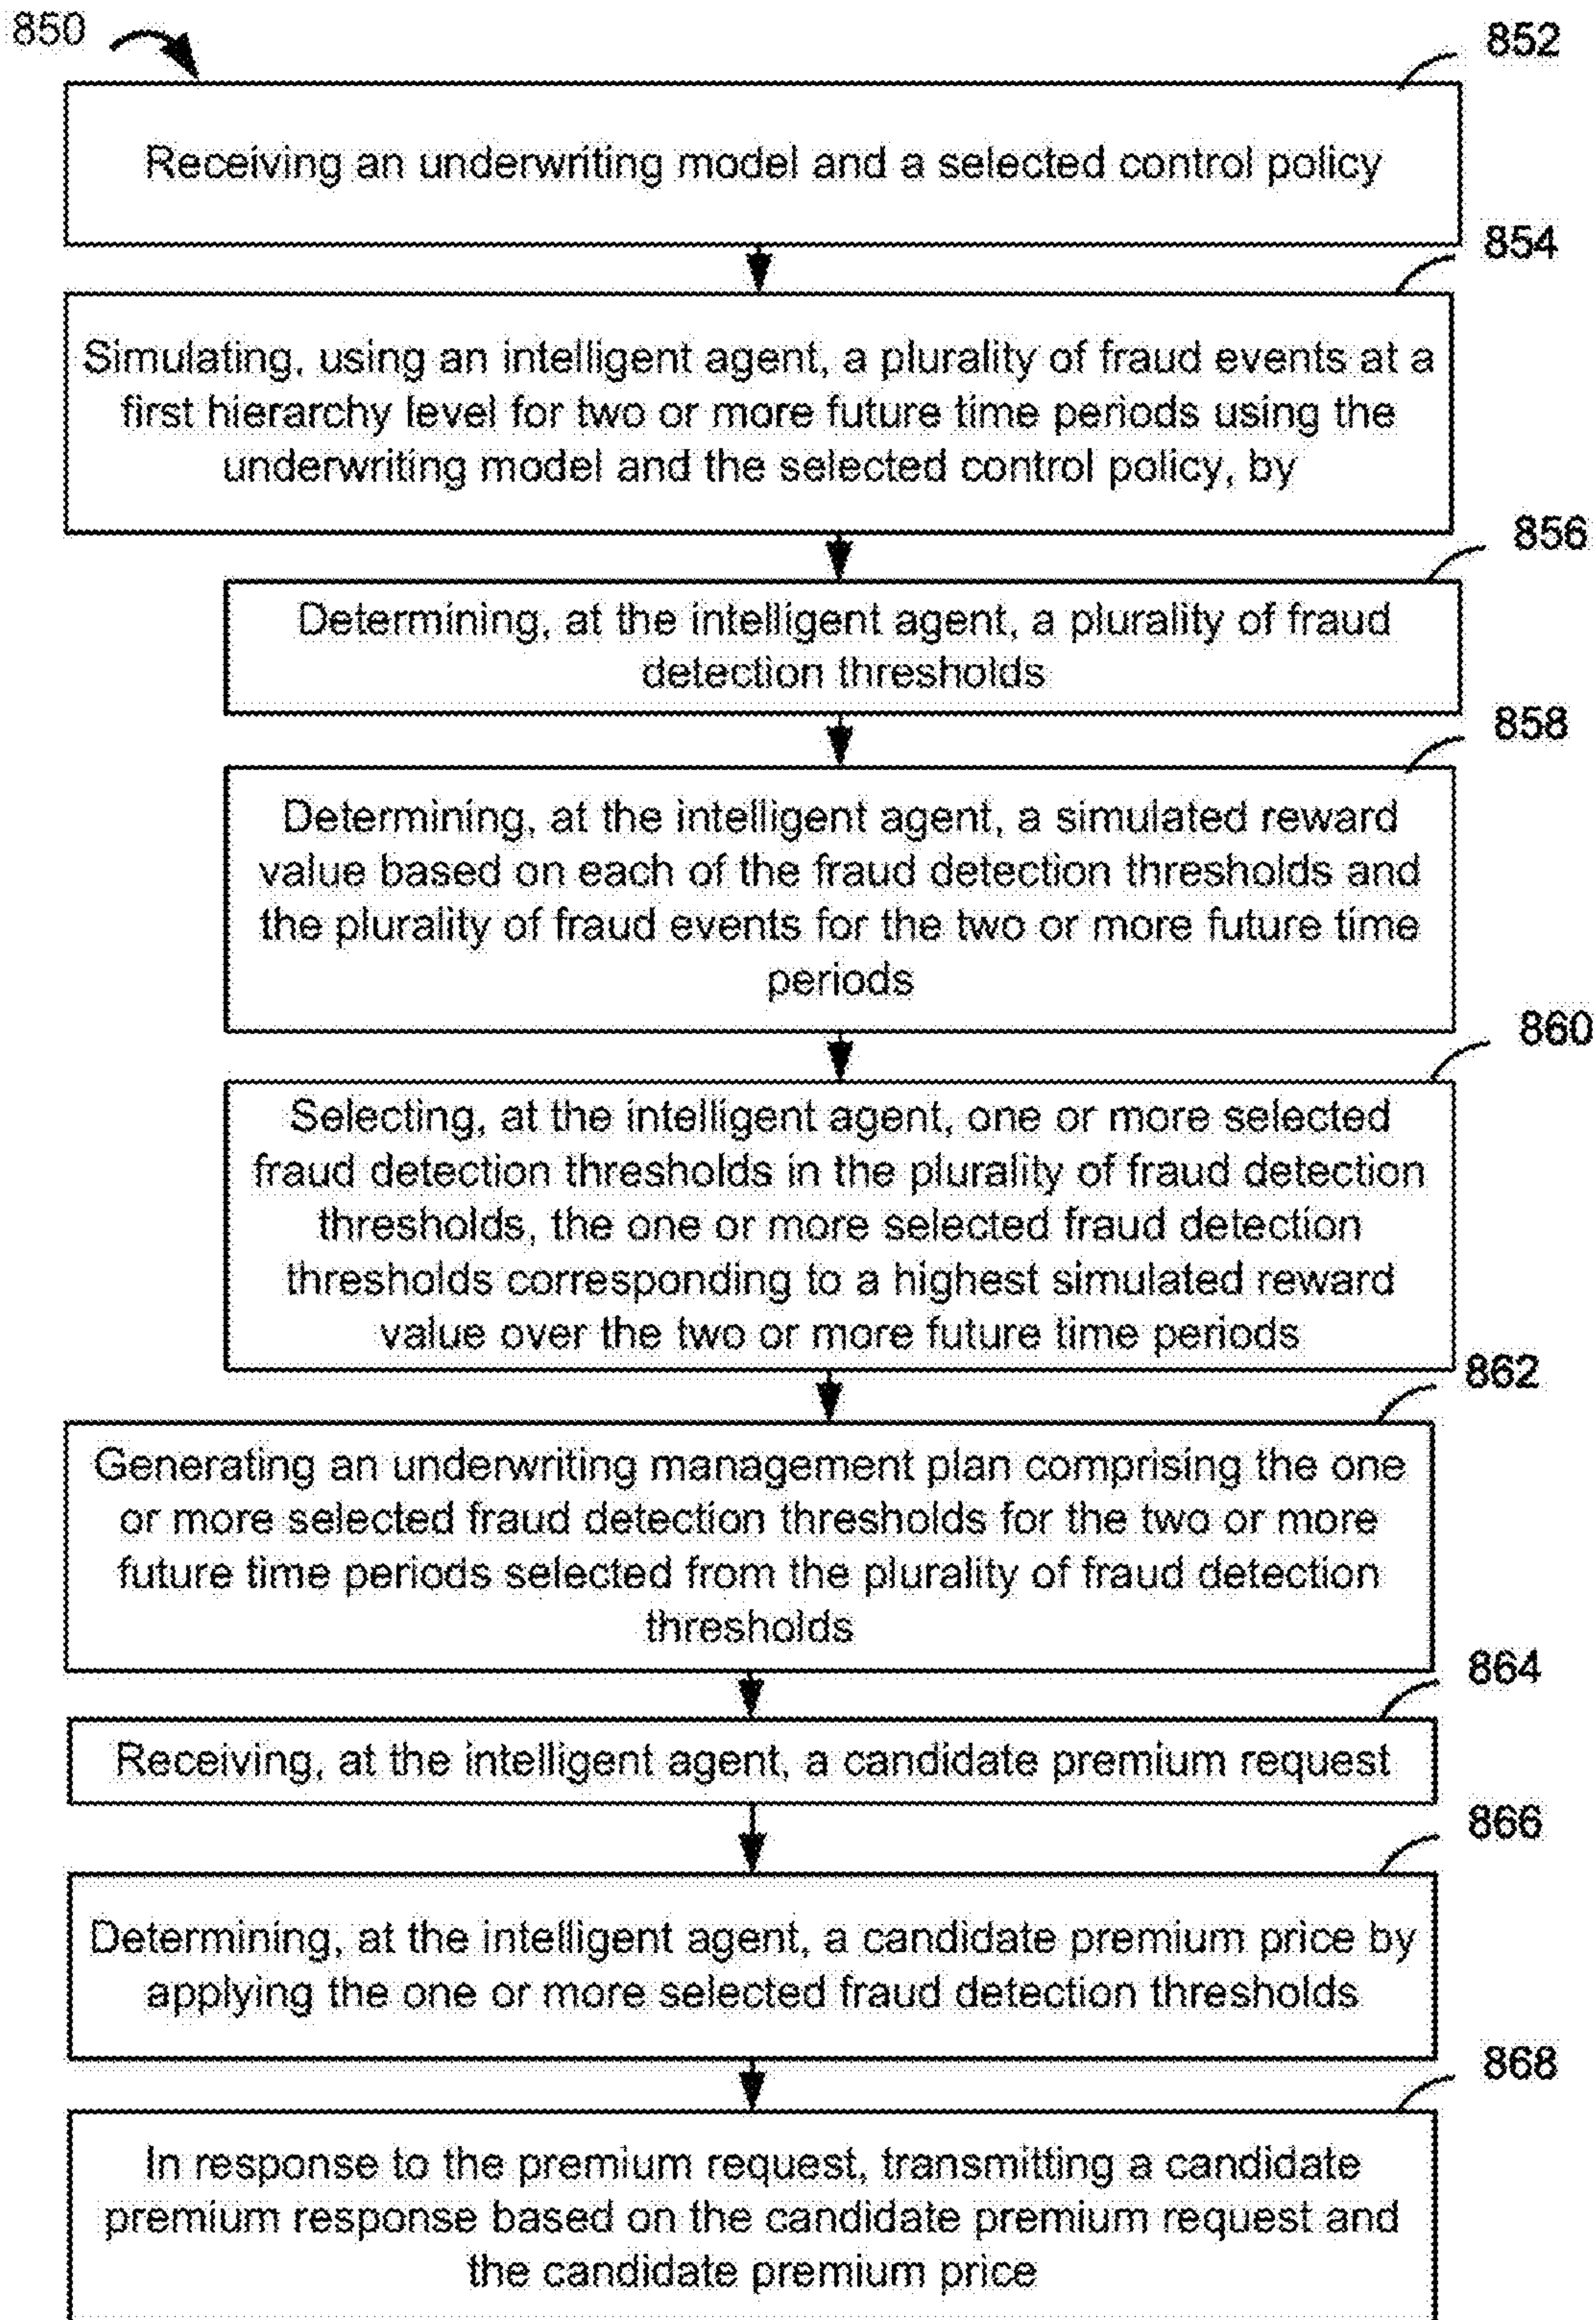 850
852
Receiving an underwriting model and a selected control policy
854
Simulating, using an intelligent agent, a plurality of fraud events at a
first hierarchy level for two or more future time periods using the
underwriting model and the selected control policy, by
856
Determining, at the intelligent agent, a plurality of fraud
detection thresholds
858
Determining, at the intelligent agent, a simulated reward
value based on each of the fraud detection thresholds and
the plurality of fraud events for the two or more future time
periods
860
Selecting, at the intelligent agent, one or more selected
fraud detection thresholds in the plurality of fraud detection
thresholds, the one or more selected fraud detection
thresholds corresponding to a highest simulated reward
value over the two or more future time periods
862
Generating an underwriting management plan comprising the one
or more selected fraud detection thresholds for the two or more
future time periods selected from the plurality of fraud detection
thresholds
864
Receiving, at the intelligent agent, a candidate premium request
866
Determining, at the intelligent agent, a candidate premium price by
applying the one or more selected fraud detection thresholds
868
In response to the premium request, transmitting a candidate
premium response based on the candidate premium request and
the candidate premium price